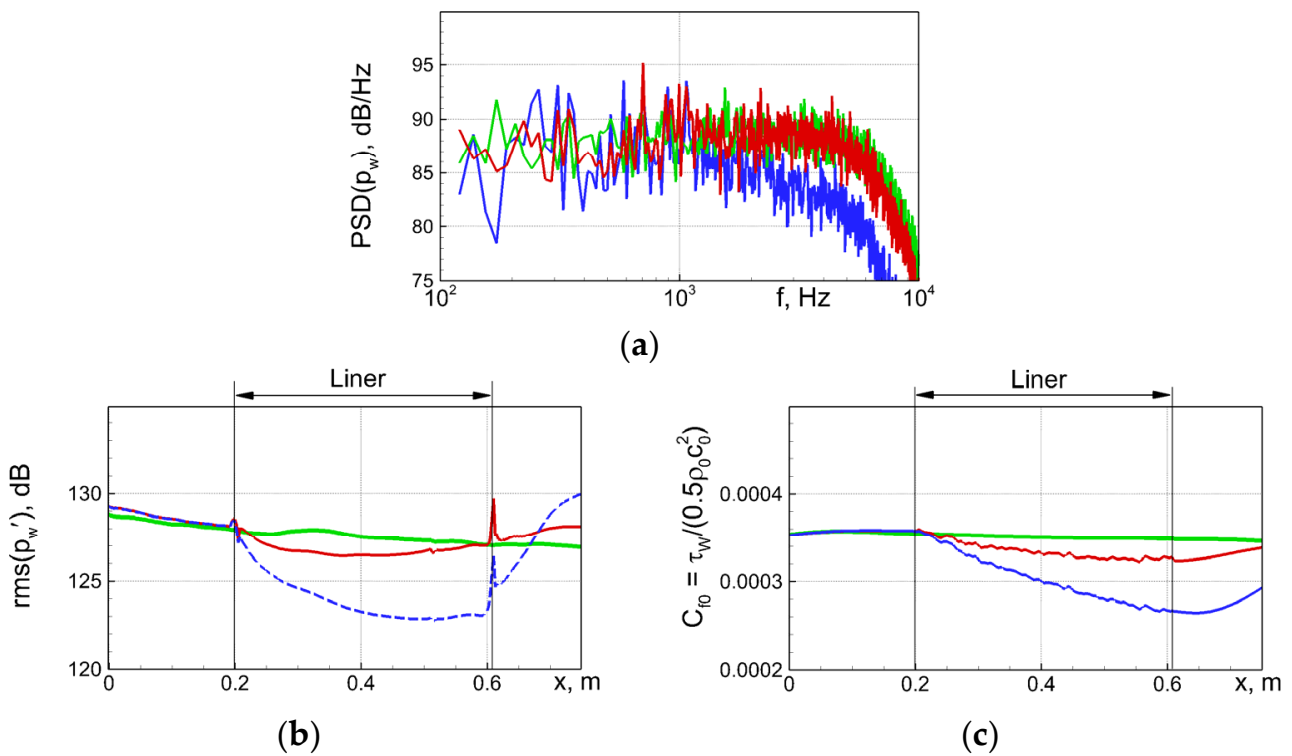 PSD(p_w), dB/Hz
95
90
85
80
75
10^2
10^3
f, Hz
10^4
(a)
Liner
rms(p_w'), dB
130
125
120
0
0.2
0.4
0.6
x, m
(b)
Liner
C_f0 = τ_w/(0.5ρ_0c_0^2)
0.0004
0.0003
0.0002
0
0.2
0.4
0.6
x, m
(c)